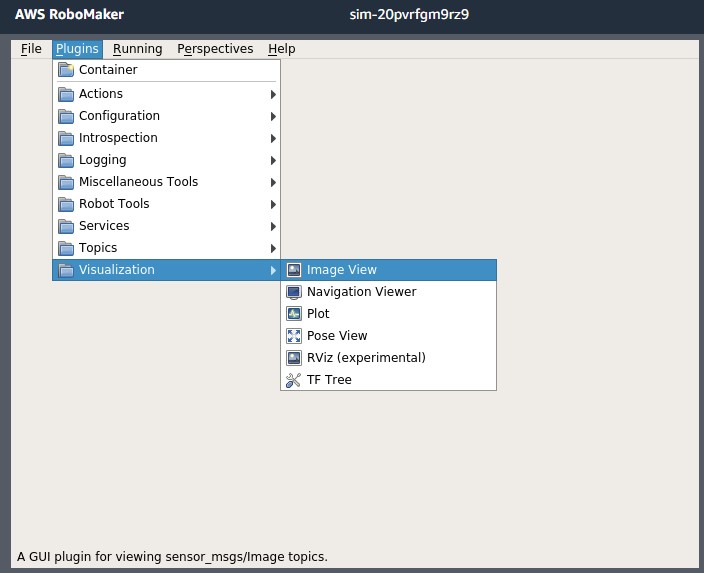 AWS RoboMaker sim-20pvrfgm9rz9
File Plugins Running Perspectives Help
Container
Actions
Configuration
Introspection
Logging
Miscellaneous Tools
Robot Tools
Services
Topics
Visualization
Image View
Navigation Viewer
Plot
Pose View
RViz (experimental)
TF Tree
A GUI plugin for viewing sensor_msgs/Image topics.